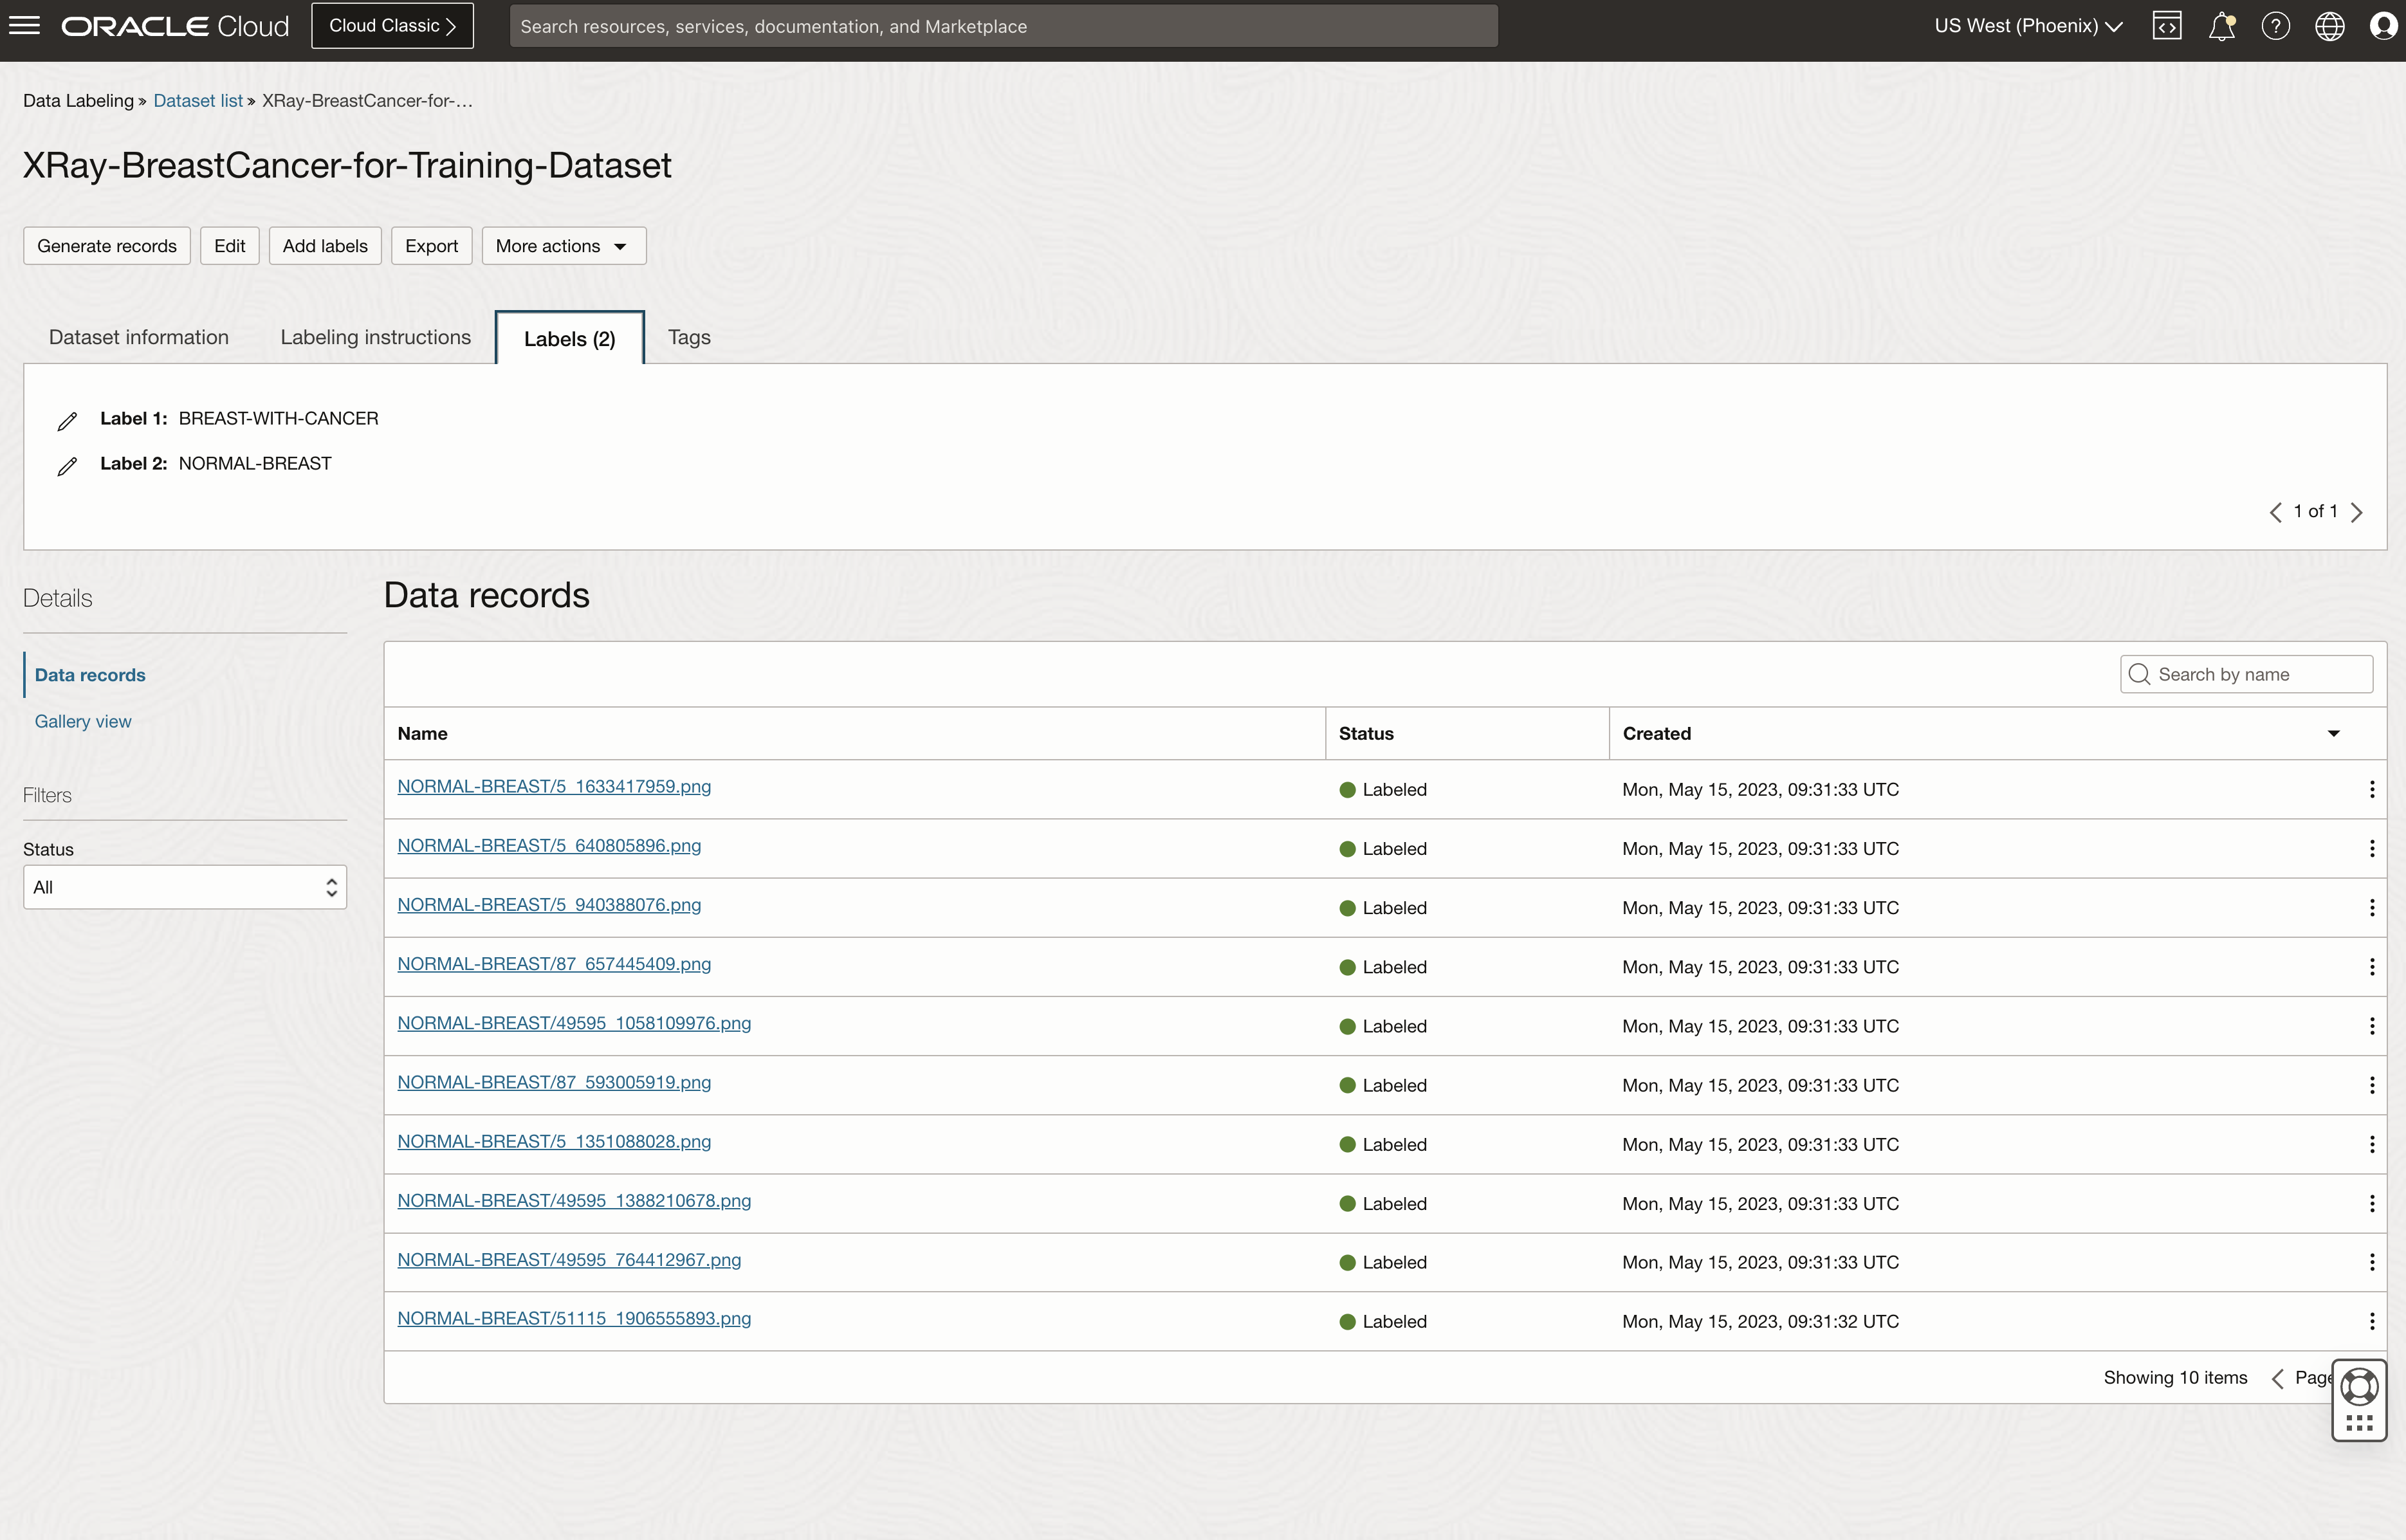 ORACLE Cloud Cloud Classic Search resources, services, documentation, and Marketplace US West (Phoenix)
Data Labeling » Dataset list » XRay-BreastCancer-for-...
XRay-BreastCancer-for-Training-Dataset
Generate records Edit Add labels Export More actions
Dataset information Labeling instructions Labels (2) Tags
Label 1: BREAST-WITH-CANCER
Label 2: NORMAL-BREAST
1 of 1
Details
Data records
Gallery view
Filters
Status
All
Data records
Search by name
Name Status Created
NORMAL-BREAST/5_1633417959.png Labeled Mon, May 15, 2023, 09:31:33 UTC
NORMAL-BREAST/5_640805896.png Labeled Mon, May 15, 2023, 09:31:33 UTC
NORMAL-BREAST/5_940388076.png Labeled Mon, May 15, 2023, 09:31:33 UTC
NORMAL-BREAST/87_657445409.png Labeled Mon, May 15, 2023, 09:31:33 UTC
NORMAL-BREAST/49595_1058109976.png Labeled Mon, May 15, 2023, 09:31:33 UTC
NORMAL-BREAST/87_593005919.png Labeled Mon, May 15, 2023, 09:31:33 UTC
NORMAL-BREAST/5_1351088028.png Labeled Mon, May 15, 2023, 09:31:33 UTC
NORMAL-BREAST/49595_1388210678.png Labeled Mon, May 15, 2023, 09:31:33 UTC
NORMAL-BREAST/49595_764412967.png Labeled Mon, May 15, 2023, 09:31:33 UTC
NORMAL-BREAST/51115_1906555893.png Labeled Mon, May 15, 2023, 09:31:32 UTC
Showing 10 items Page